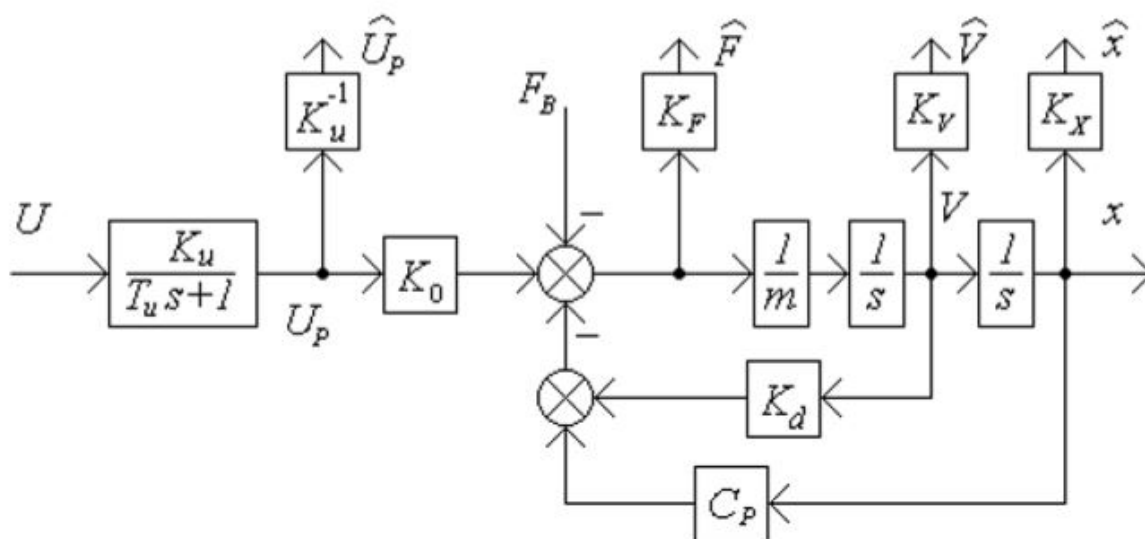 Û_P F̂ V̂ x̂
K_u^-1 F_B K_F K_V K_X
U V x
K_u / T_u s+1 K_0 1/m 1/s 1/s
U_P
− −
K_d
C_P